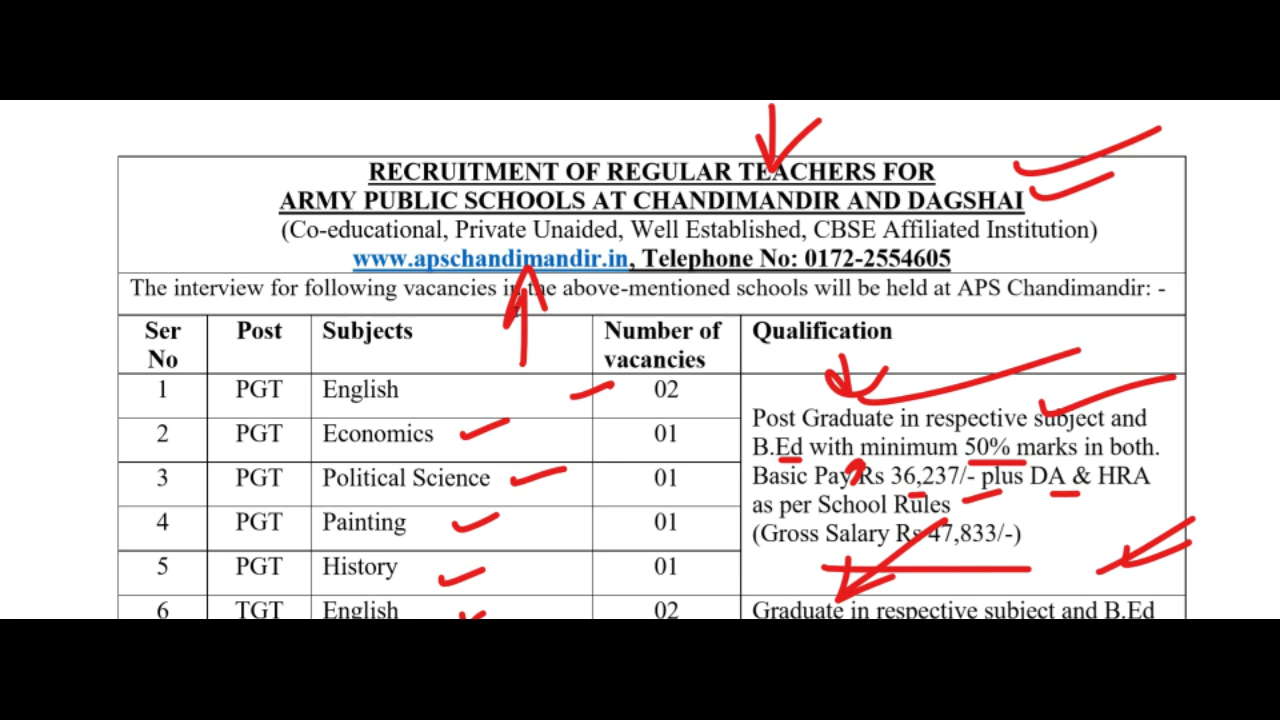 RECRUITMENT OF REGULAR TEACHERS FOR
ARMY PUBLIC SCHOOLS AT CHANDIMANDIR AND DAGSHAI
(Co-educational, Private Unaided, Well Established, CBSE Affiliated Institution)
www.apschandimandir.in, Telephone No: 0172-2554605
The interview for following vacancies in the above-mentioned schools will be held at APS Chandimandir: -
Ser No Post Subjects Number of vacancies Qualification
1 PGT English 02
2 PGT Economics 01
3 PGT Political Science 01
4 PGT Painting 01
5 PGT History 01
Post Graduate in respective subject and
B.Ed with minimum 50% marks in both.
Basic Pay Rs 36,237/- plus DA & HRA
as per School Rules
(Gross Salary Rs 47,833/-)
6 TGT English 02 Graduate in respective subject and B.Ed